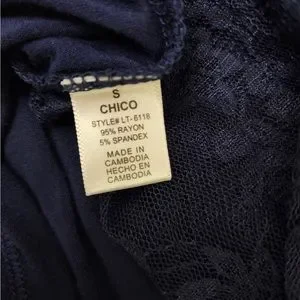 S
CHICO
STYLE# LT-6118
95% RAYON
5% SPANDEX
MADE IN
CAMBODIA
HECHO EN
CAMBODIA